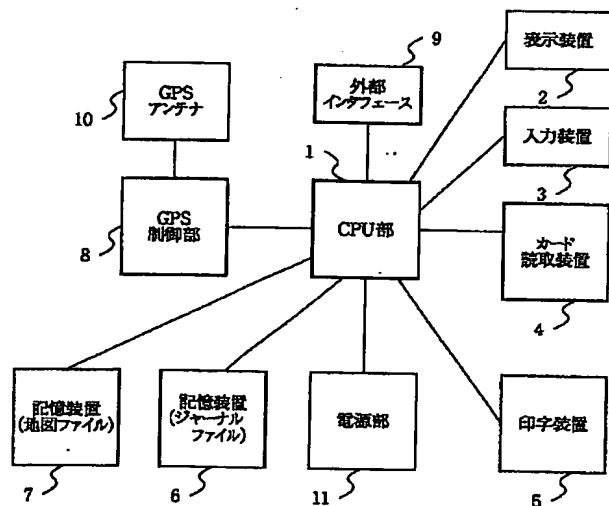 表示装置
2
9
外部
インタフェース
GPS
アンテナ
10
入力装置
3
1
CPU部
GPS
制御部
8
カード
読取装置
4
記憶装置
(地図ファイル)
7
記憶装置
(ジャーナル
ファイル)
6
電源部
11
印字装置
5